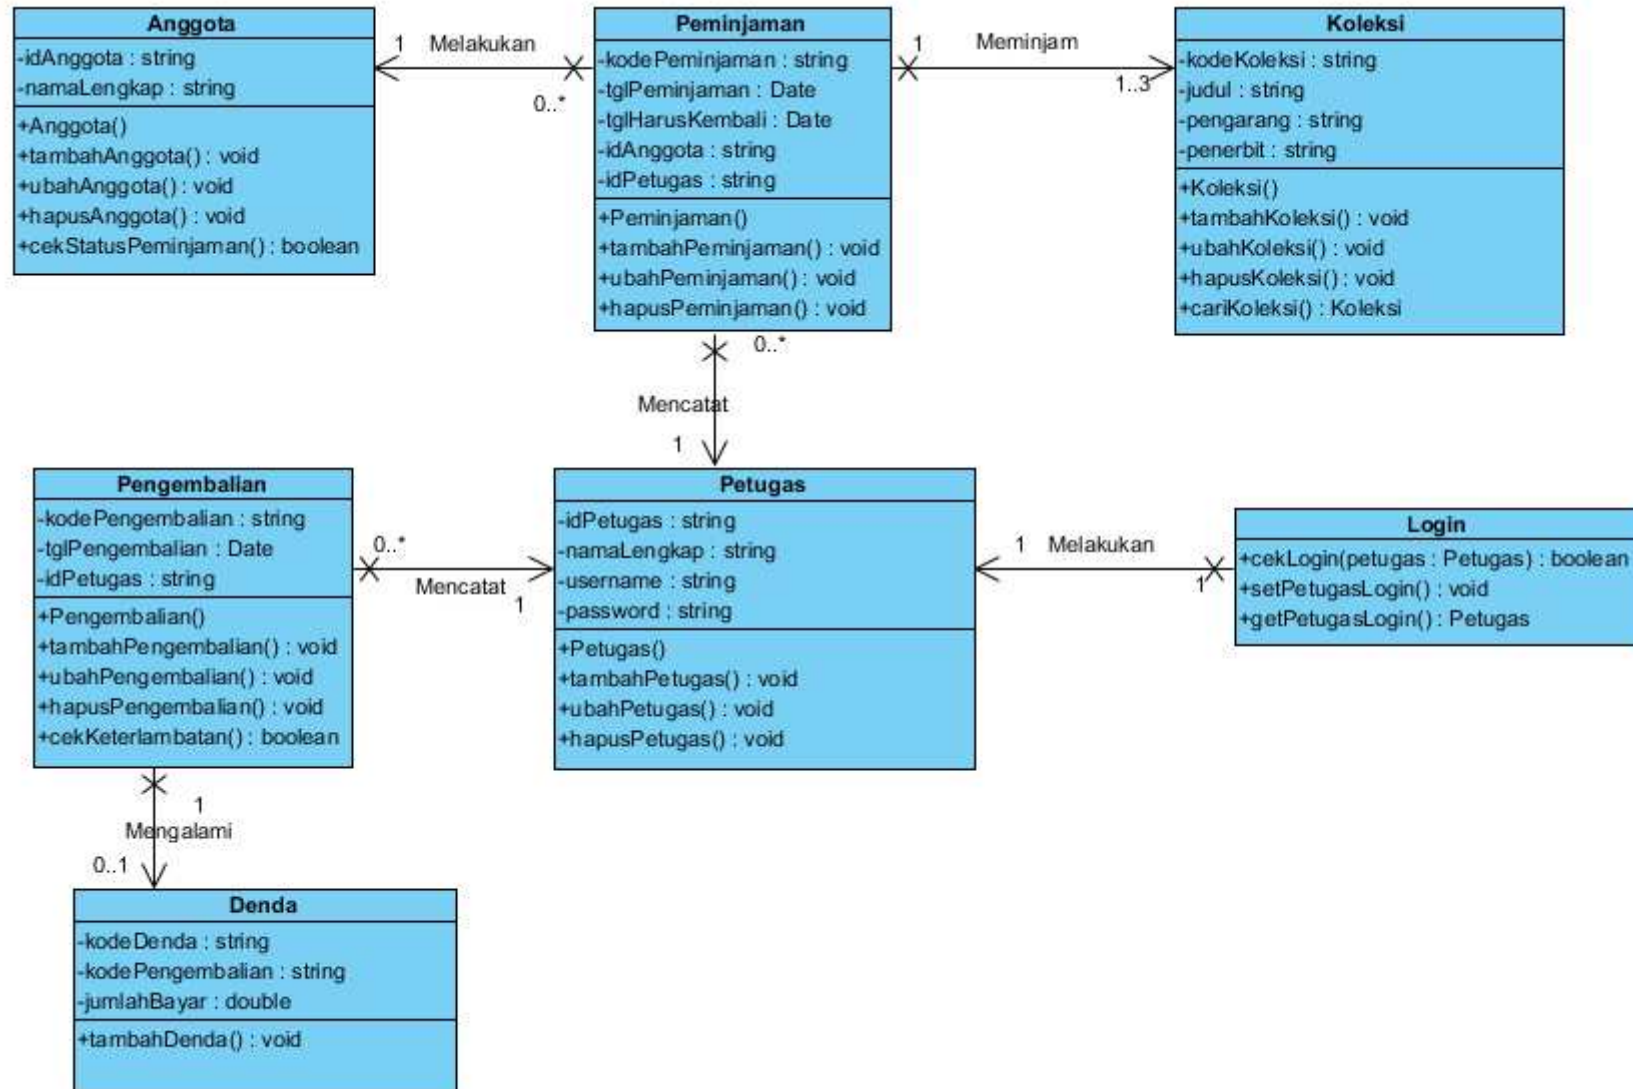 Anggota
-idAnggota : string
-namaLengkap : string
+Anggota()
+tambahAnggota() : void
+ubahAnggota() : void
+hapusAnggota() : void
+cekStatusPeminjaman() : boolean
1 Melakukan
0..*
Peminjaman
-kodePeminjaman : string
-tglPeminjaman : Date
-tglHarusKembali : Date
-idAnggota : string
-idPetugas : string
+Peminjaman()
+tambahPeminjaman() : void
+ubahPeminjaman() : void
+hapusPeminjaman() : void
1 Meminjam
1..3
Koleksi
-kodeKoleksi : string
-judul : string
-pengarang : string
-penerbit : string
+Koleksi()
+tambahKoleksi() : void
+ubahKoleksi() : void
+hapusKoleksi() : void
+cariKoleksi() : Koleksi
0..*
Mencatat
1
Pengembalian
-kodePengembalian : string
-tglPengembalian : Date
-idPetugas : string
+Pengembalian()
+tambahPengembalian() : void
+ubahPengembalian() : void
+hapusPengembalian() : void
+cekKeterlambatan() : boolean
0..*
Mencatat
1
Petugas
-idPetugas : string
-namaLengkap : string
-username : string
-password : string
+Petugas()
+tambahPetugas() : void
+ubahPetugas() : void
+hapusPetugas() : void
1 Melakukan
1
Login
+cekLogin(petugas : Petugas) : boolean
+setPetugasLogin() : void
+getPetugasLogin() : Petugas
1
Mengalami
0..1
Denda
-kodeDenda : string
-kodePengembalian : string
-jumlahBayar : double
+tambahDenda() : void